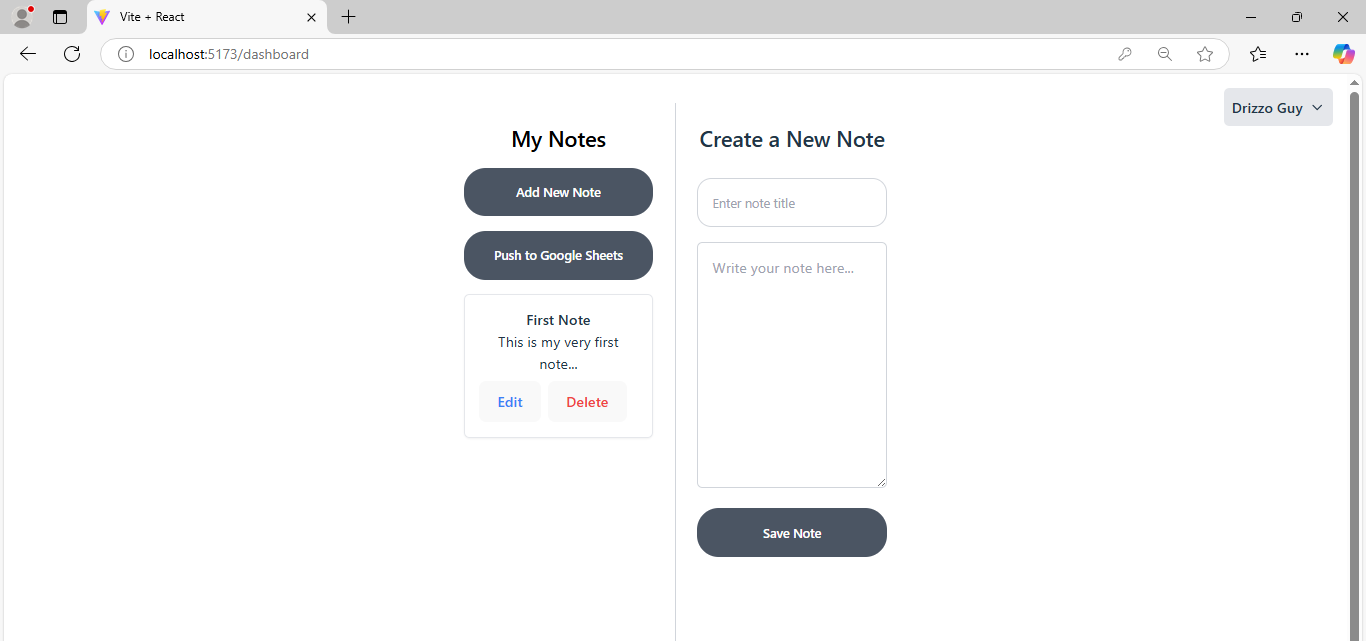 Vite + React
localhost:5173/dashboard
Drizzo Guy
My Notes
Add New Note
Push to Google Sheets
First Note
This is my very first
note...
Edit Delete
Create a New Note
Enter note title
Write your note here...
Save Note